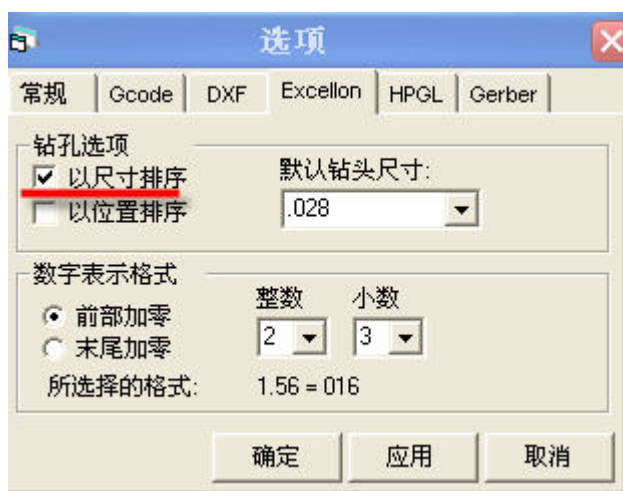 选项
常规 Gcode DXF Excellon HPGL Gerber
钻孔选项
以尺寸排序 默认钻头尺寸:
以位置排序 .028
数字表示格式
整数 小数
前部加零 2 3
末尾加零
所选择的格式: 1.56 = 016
确定 应用 取消